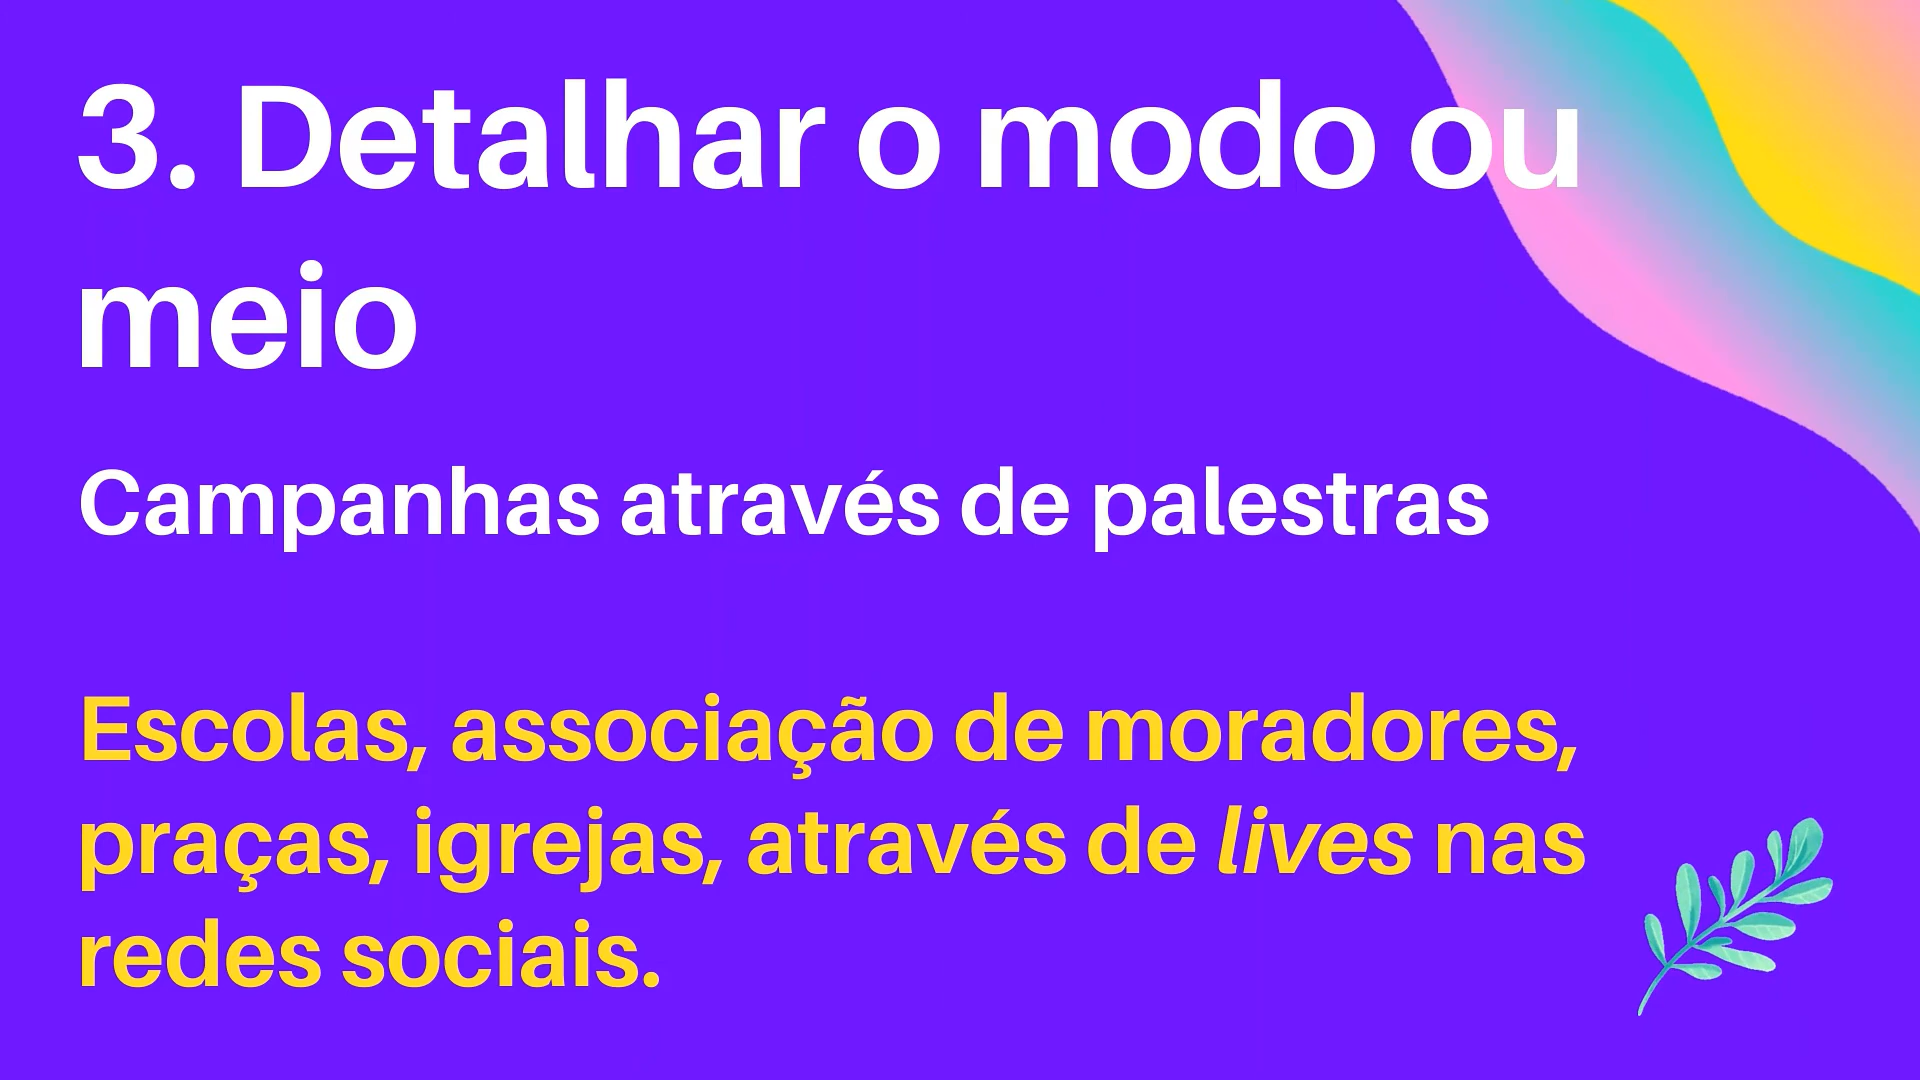 3. Detalhar o modo ou
meio
Campanhas através de palestras
Escolas, associação de moradores,
praças, igrejas, através de lives nas
redes sociais.